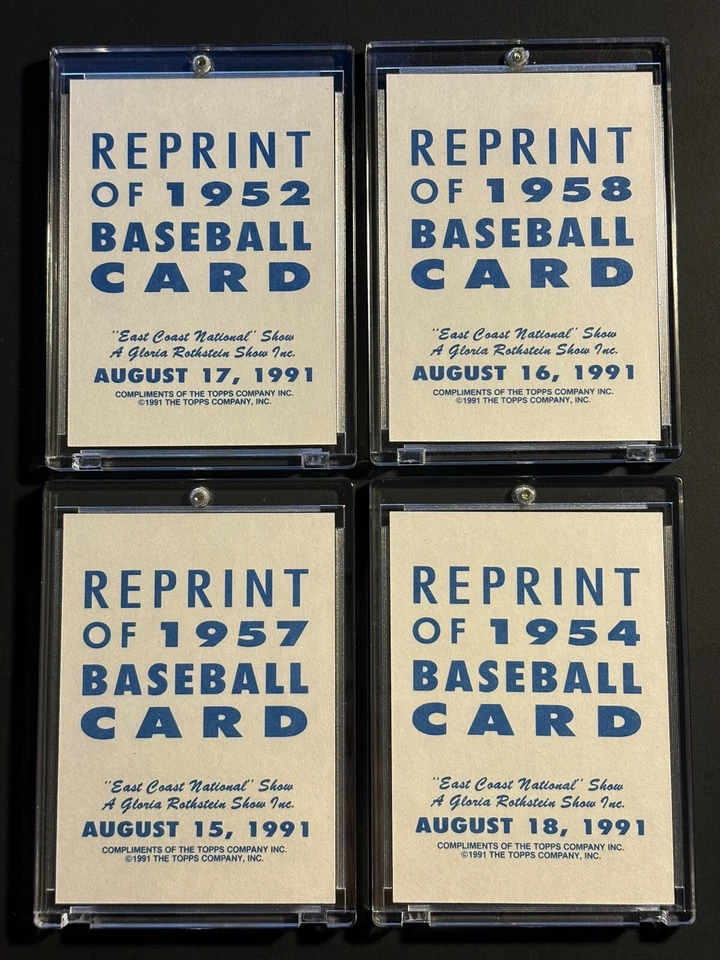 REPRINT
OF 1952
BASEBALL
CARD
"East Coast National" Show
A Gloria Rothstein Show Inc.
AUGUST 17, 1991
COMPLIMENTS OF THE TOPPS COMPANY INC.
©1991 THE TOPPS COMPANY, INC.
REPRINT
OF 1958
BASEBALL
CARD
"East Coast National" Show
A Gloria Rothstein Show Inc.
AUGUST 16, 1991
COMPLIMENTS OF THE TOPPS COMPANY INC.
©1991 THE TOPPS COMPANY, INC.
REPRINT
OF 1957
BASEBALL
CARD
"East Coast National" Show
A Gloria Rothstein Show Inc.
AUGUST 15, 1991
COMPLIMENTS OF THE TOPPS COMPANY INC.
©1991 THE TOPPS COMPANY, INC.
REPRINT
OF 1954
BASEBALL
CARD
"East Coast National" Show
A Gloria Rothstein Show Inc.
AUGUST 18, 1991
COMPLIMENTS OF THE TOPPS COMPANY INC.
©1991 THE TOPPS COMPANY, INC.